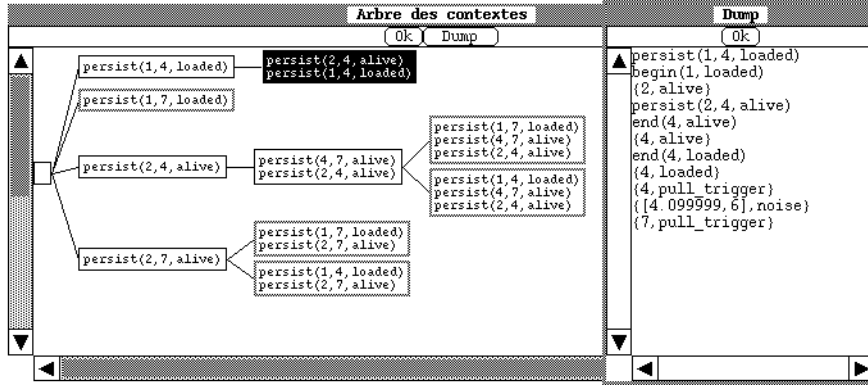 Arbre des contextes
Ok
Dump
persist(1,4,loaded)
persist(2,4,alive)
persist(1,4,loaded)
persist(1,7,loaded)
persist(2,4,alive)
persist(4,7,alive)
persist(2,4,alive)
persist(1,7,loaded)
persist(4,7,alive)
persist(2,4,alive)
persist(1,4,loaded)
persist(4,7,alive)
persist(2,4,alive)
persist(2,7,alive)
persist(1,7,loaded)
persist(2,7,alive)
persist(1,4,loaded)
persist(2,7,alive)
Dump
Ok
persist(1,4,loaded)
begin(1,loaded)
{2,alive}
persist(2,4,alive)
end(4,alive)
{4,alive}
end(4,loaded)
{4,loaded}
{4,pull_trigger}
{[4.099999,6],noise}
{7,pull_trigger}